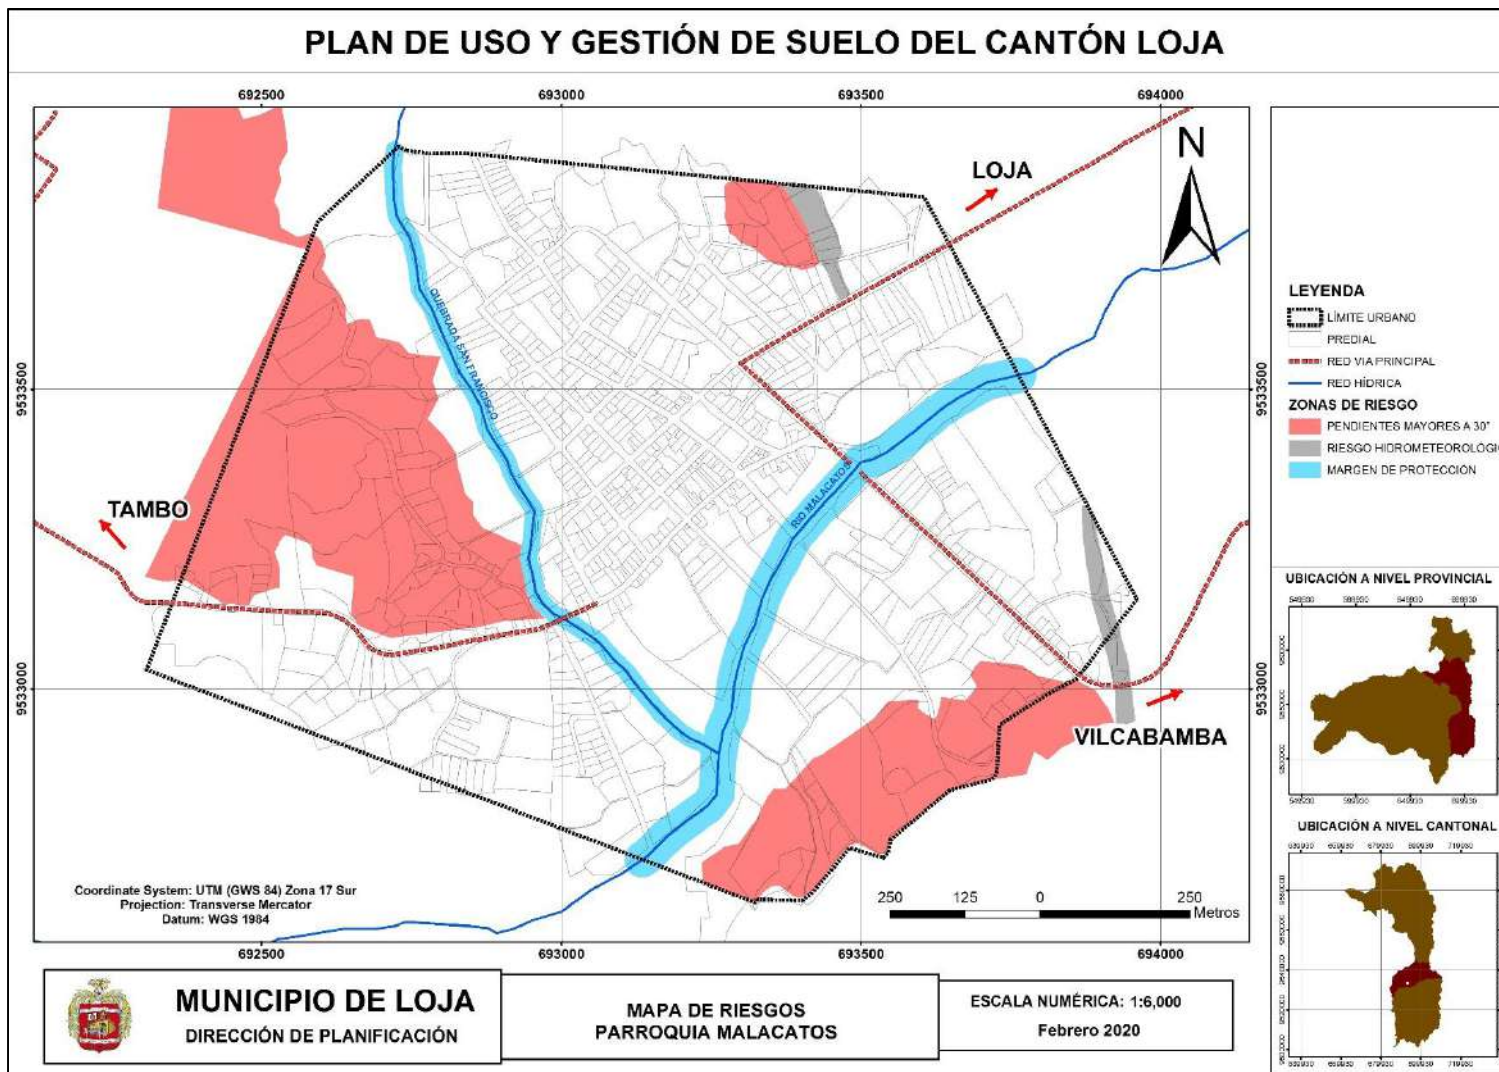 PLAN DE USO Y GESTIÓN DE SUELO DEL CANTÓN LOJA
692500 693000 693500 694000
LOJA
N
QUEBRADA SAN FRANCISCO
9533500
9533500
TAMBO
RIO MALACATOS
9533000
9533000
VILCABAMBA
Coordinate System: UTM (GWS 84) Zona 17 Sur
Projection: Transverse Mercator
Datum: WGS 1984
250 125 0 250
Metros
692500 693000 693500 694000
LEYENDA
LÍMITE URBANO
PREDIAL
RED VIA PRINCIPAL
RED HÍDRICA
ZONAS DE RIESGO
PENDIENTES MAYORES A 30°
RIESGO HIDROMETEOROLÓGIC
MARGEN DE PROTECCIÓN
UBICACIÓN A NIVEL PROVINCIAL
UBICACIÓN A NIVEL CANTONAL
MUNICIPIO DE LOJA
DIRECCIÓN DE PLANIFICACIÓN
MAPA DE RIESGOS
PARROQUIA MALACATOS
ESCALA NUMÉRICA: 1:6,000
Febrero 2020